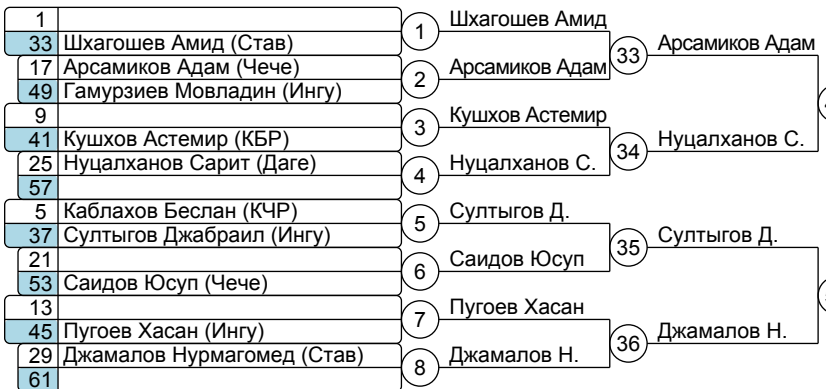 1
33 Шхагошев Амид (Став)
17 Арсамиков Адам (Чече)
49 Гамурзиев Мовладин (Ингу)
9
41 Кушхов Астемир (КБР)
25 Нуцалханов Сарит (Даге)
57
5 Каблахов Беслан (КЧР)
37 Султыгов Джабраил (Ингу)
21
53 Саидов Юсуп (Чече)
13
45 Пугоев Хасан (Ингу)
29 Джамалов Нурмагомед (Став)
61
1 Шхагошев Амид
2 Арсамиков Адам
3 Кушхов Астемир
4 Нуцалханов С.
5 Султыгов Д.
6 Саидов Юсуп
7 Пугоев Хасан
8 Джамалов Н.
33 Арсамиков Адам
34 Нуцалханов С.
35 Султыгов Д.
36 Джамалов Н.